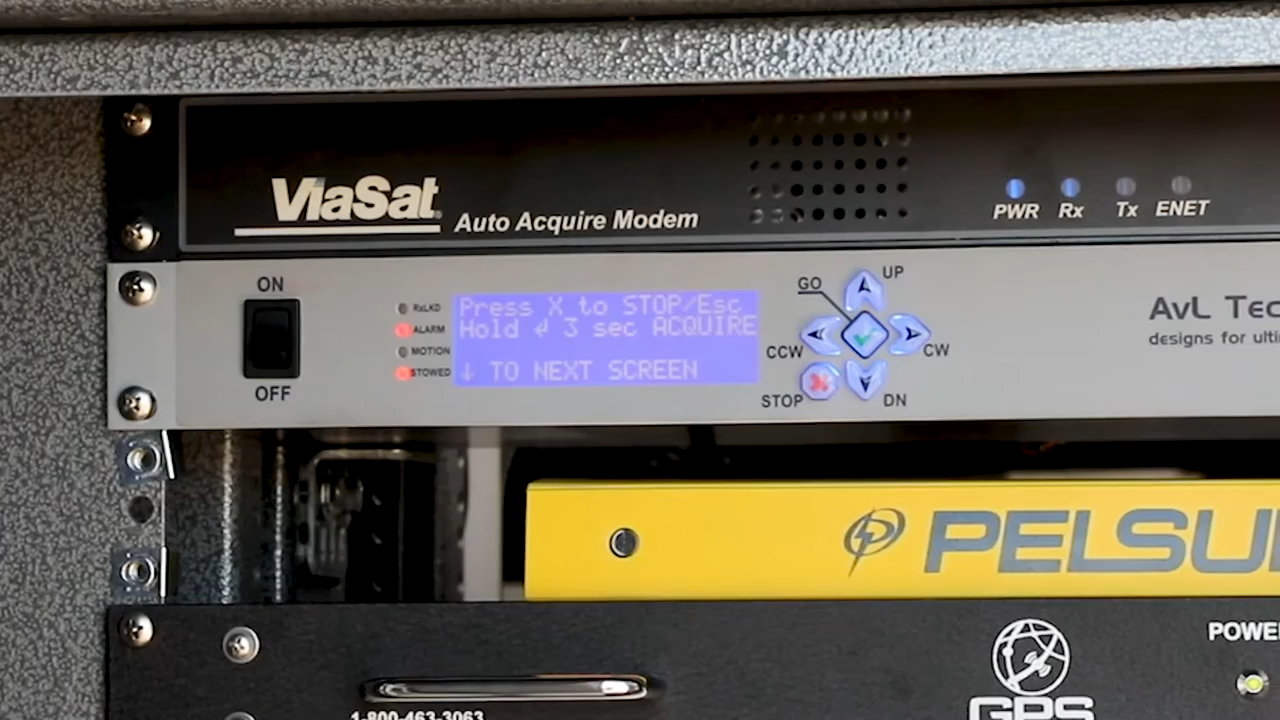 ViaSat
Auto Acquire Modem
PWR Rx Tx ENET
ON
OFF
RxLKD
ALARM
MOTION
STOWED
Press X to STOP/Esc
Hold ↲ 3 sec ACQUIRE
↓ TO NEXT SCREEN
GO
UP
CCW
CW
STOP
DN
AvL Tec
designs for ulti
PELSU
POWE
GPS
1-800-463-3063